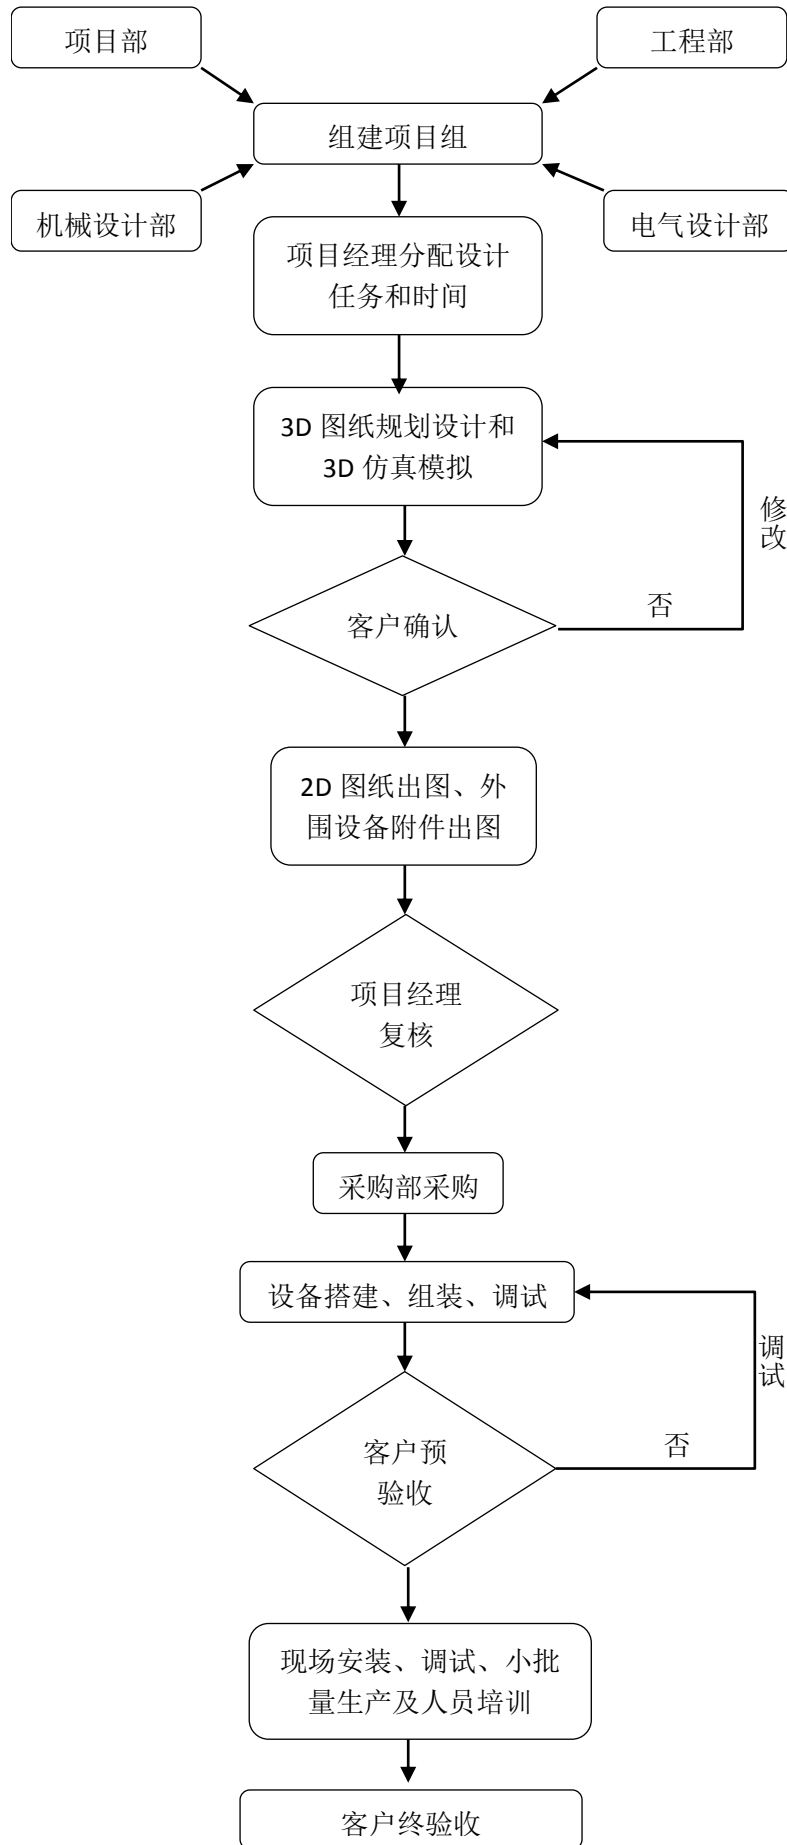 项目部
工程部
组建项目组
机械设计部
电气设计部
项目经理分配设计
任务和时间
3D 图纸规划设计和
3D 仿真模拟
修改
否
客户确认
2D 图纸出图、外
围设备附件出图
项目经理
复核
采购部采购
设备搭建、组装、调试
调试
否
客户预
验收
现场安装、调试、小批
量生产及人员培训
客户终验收